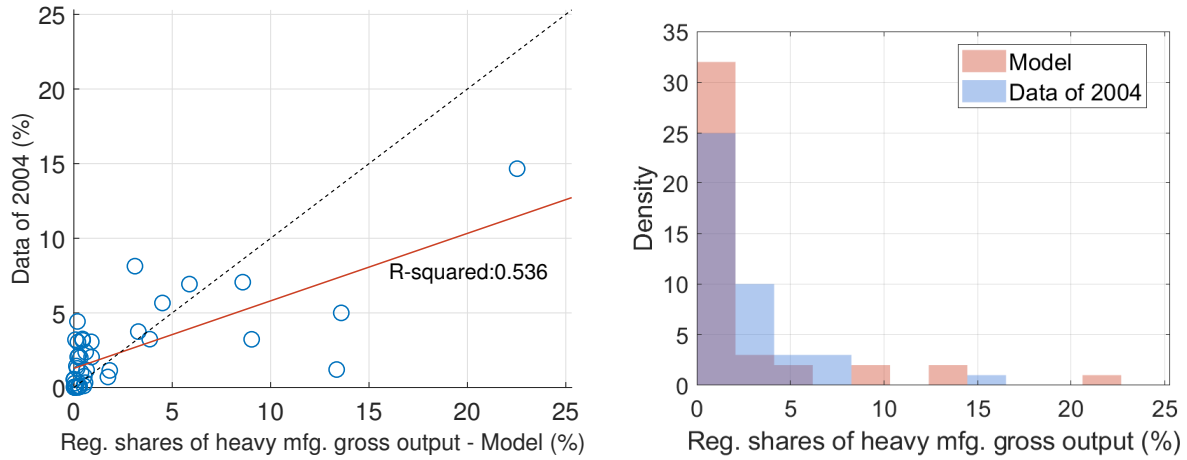 25
20
15
10
5
0
Data of 2004 (%)
R-squared:0.536
0 5 10 15 20 25
Reg. shares of heavy mfg. gross output - Model (%)
35
30
25
20
15
10
5
0
Density
Model
Data of 2004
0 5 10 15 20 25
Reg. shares of heavy mfg. gross output (%)